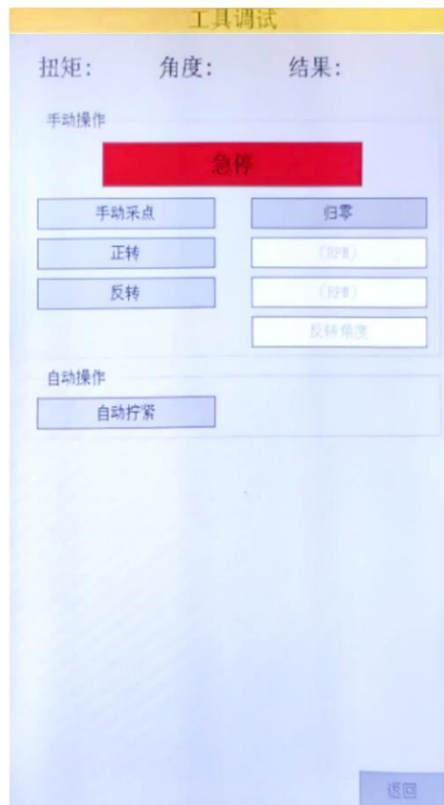 工具调试
扭矩： 角度： 结果：
手动操作
急停
手动采点 归零
正转 (RPM)
反转 (RPM)
反转角度
自动操作
自动拧紧
返回